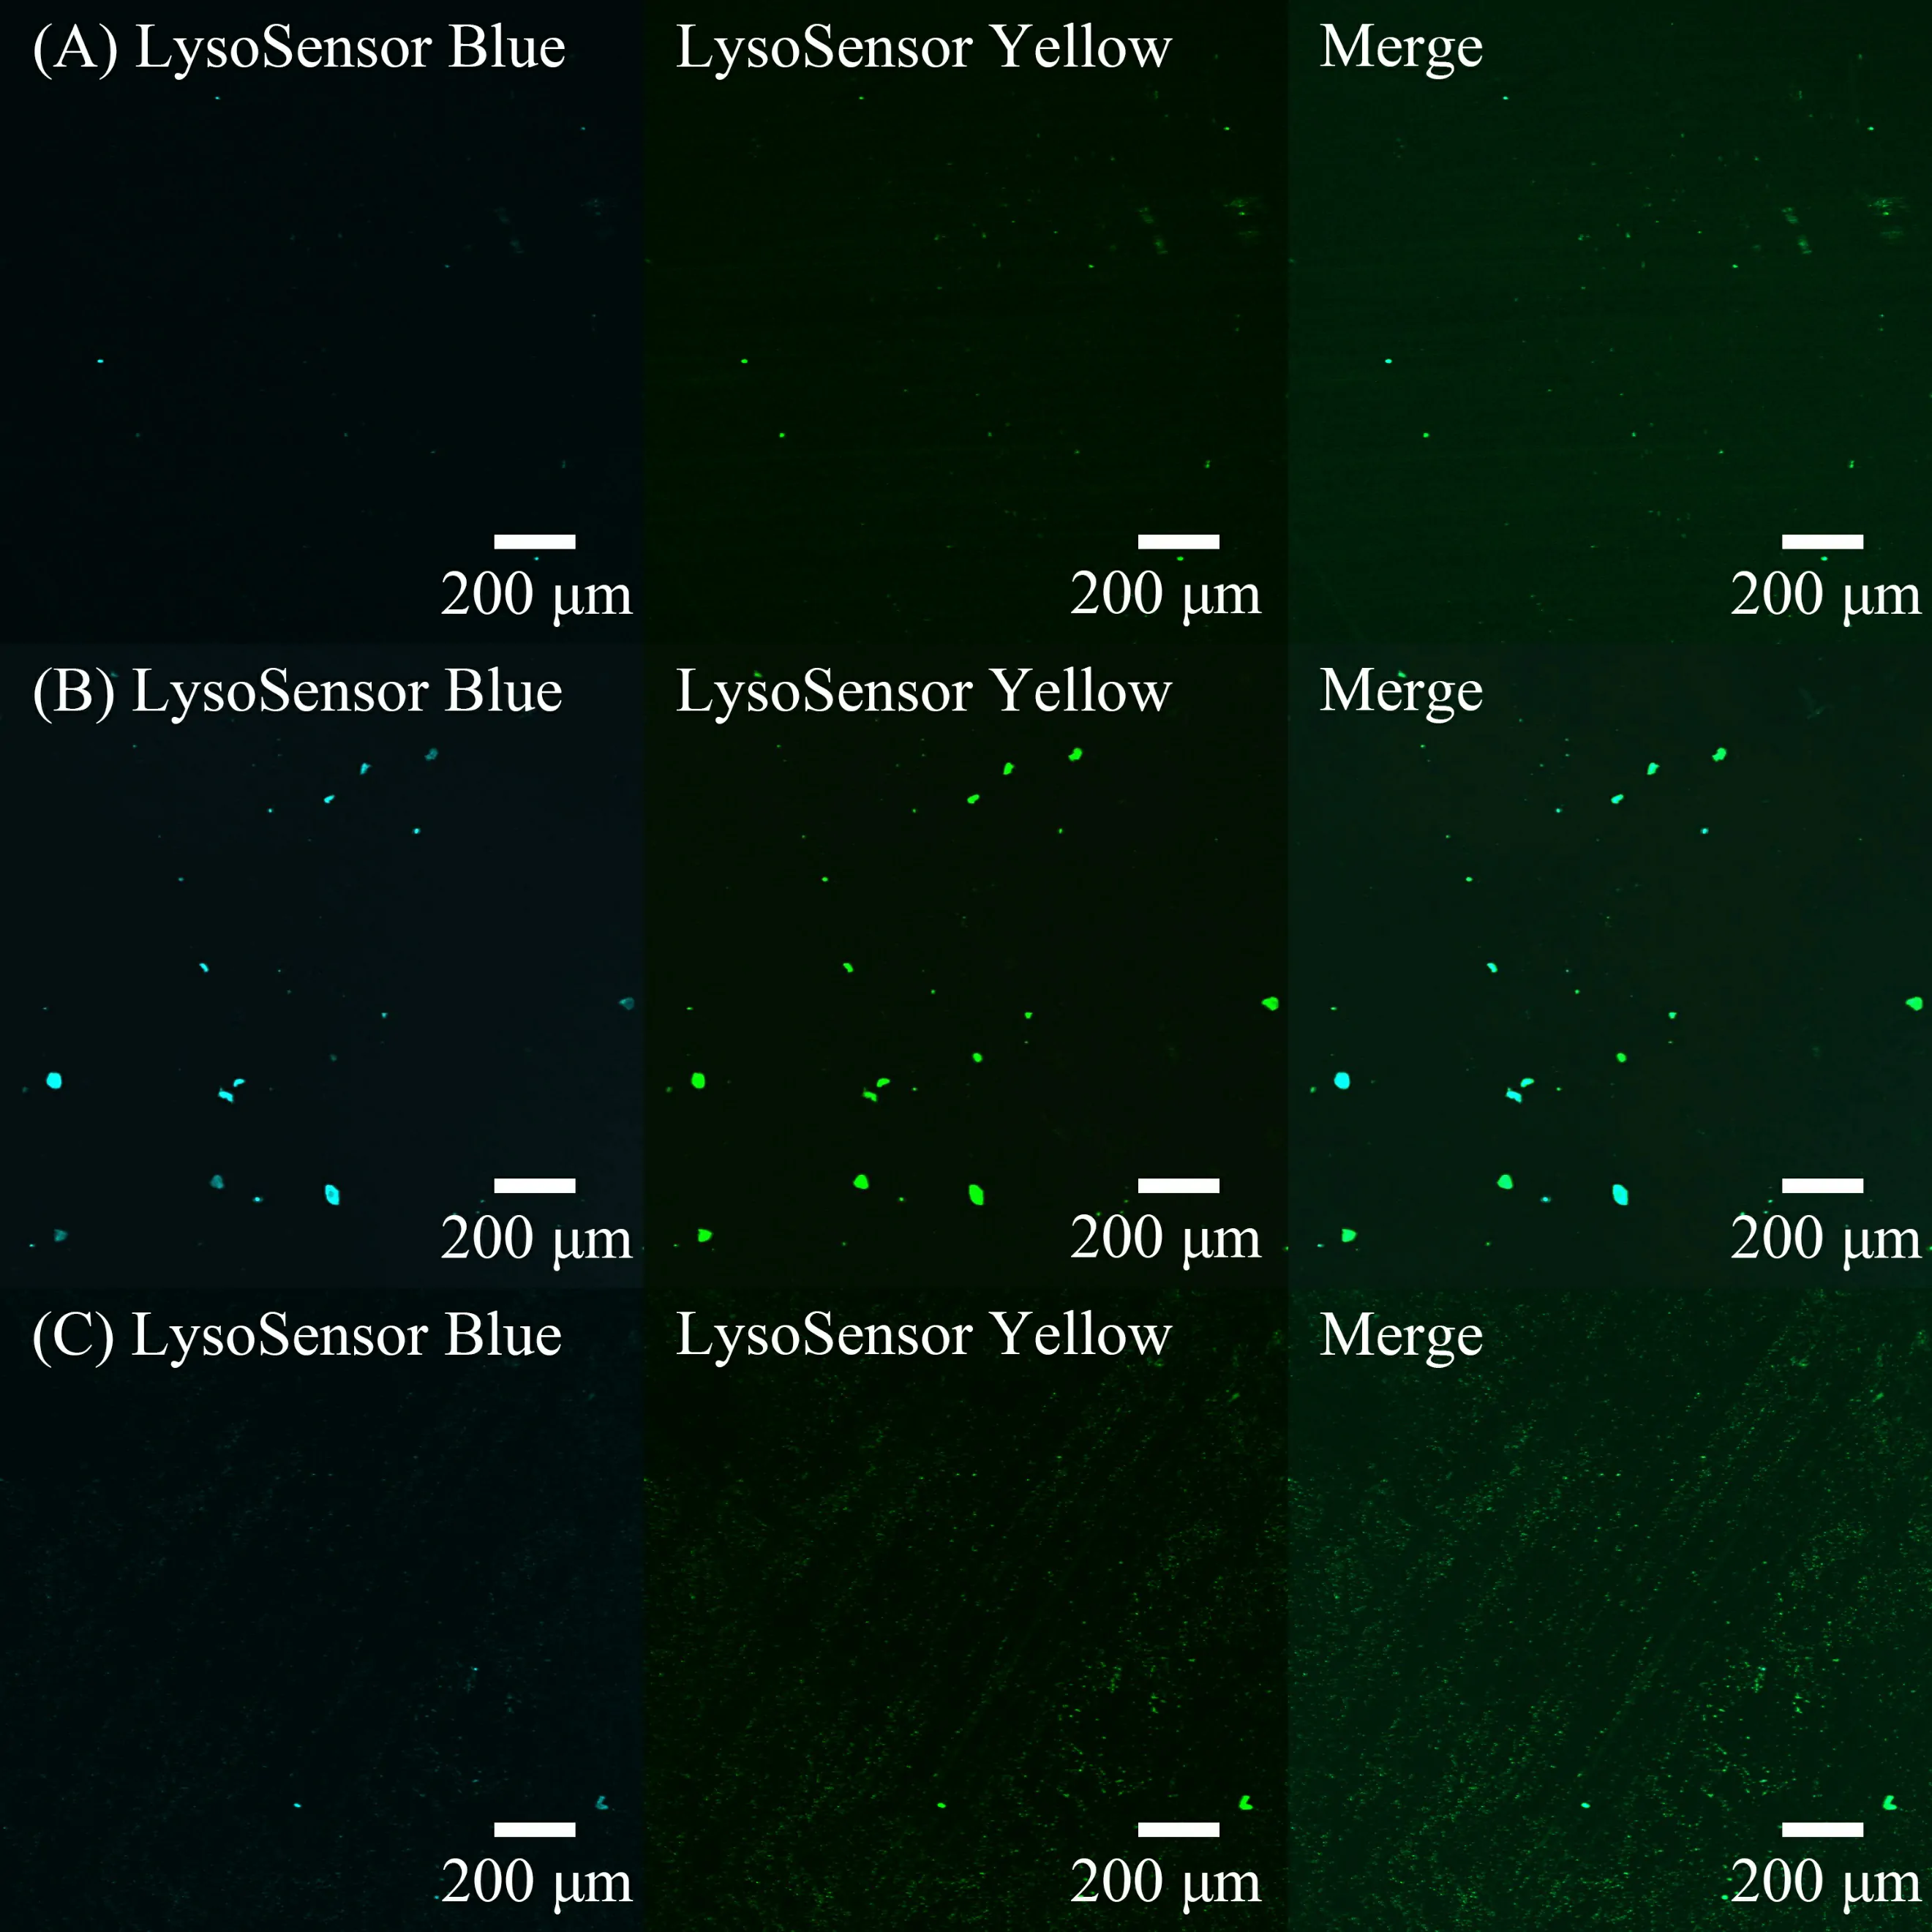 (A) LysoSensor Blue
LysoSensor Yellow
Merge
200 μm
200 μm
200 μm
(B) LysoSensor Blue
LysoSensor Yellow
Merge
200 μm
200 μm
200 μm
(C) LysoSensor Blue
LysoSensor Yellow
Merge
200 μm
200 μm
200 μm